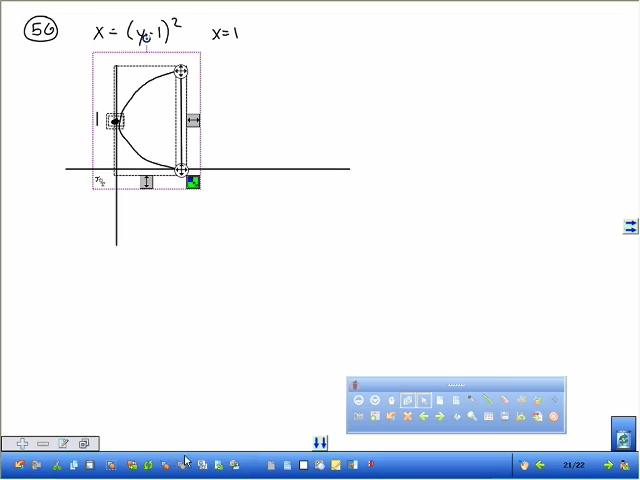 56 x = (y-1)² x=1
1
21/22